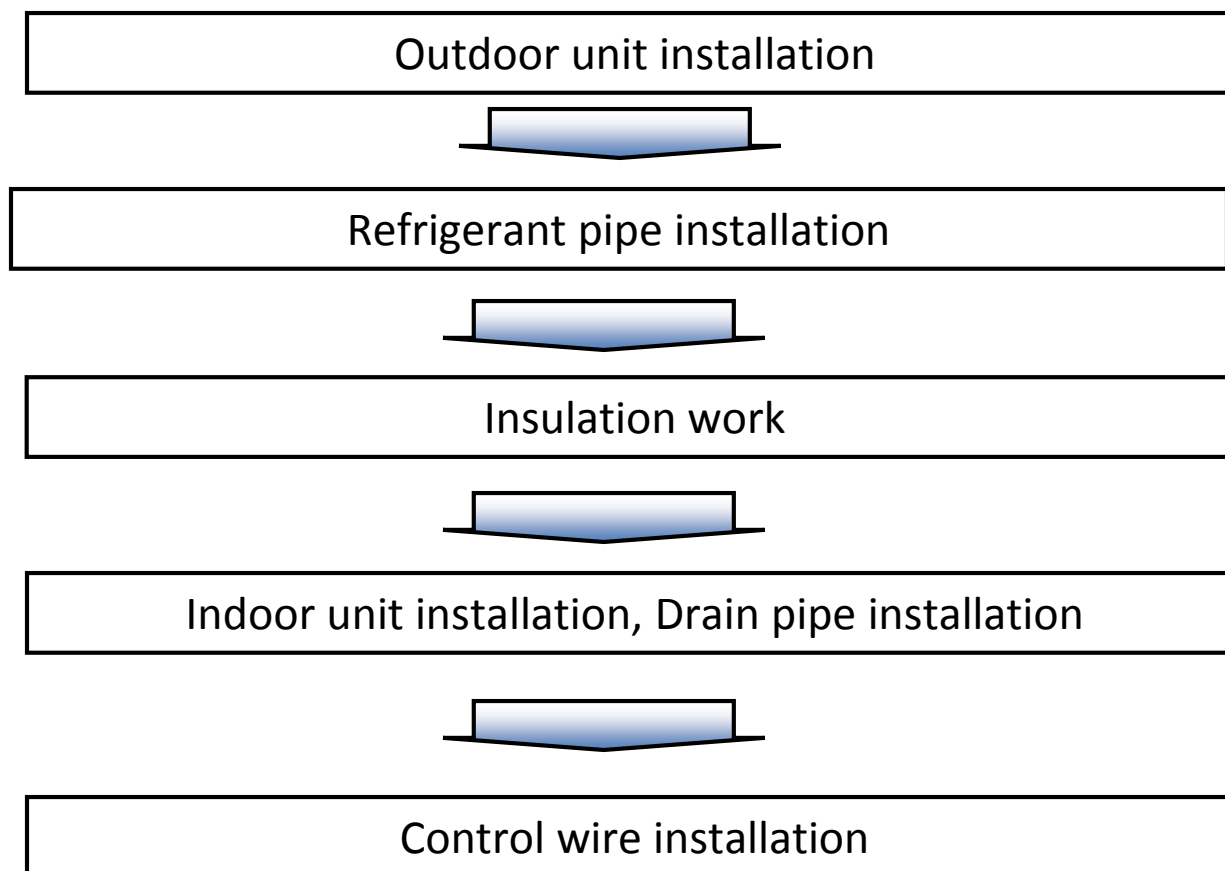 Outdoor unit installation
Refrigerant pipe installation
Insulation work
Indoor unit installation, Drain pipe installation
Control wire installation